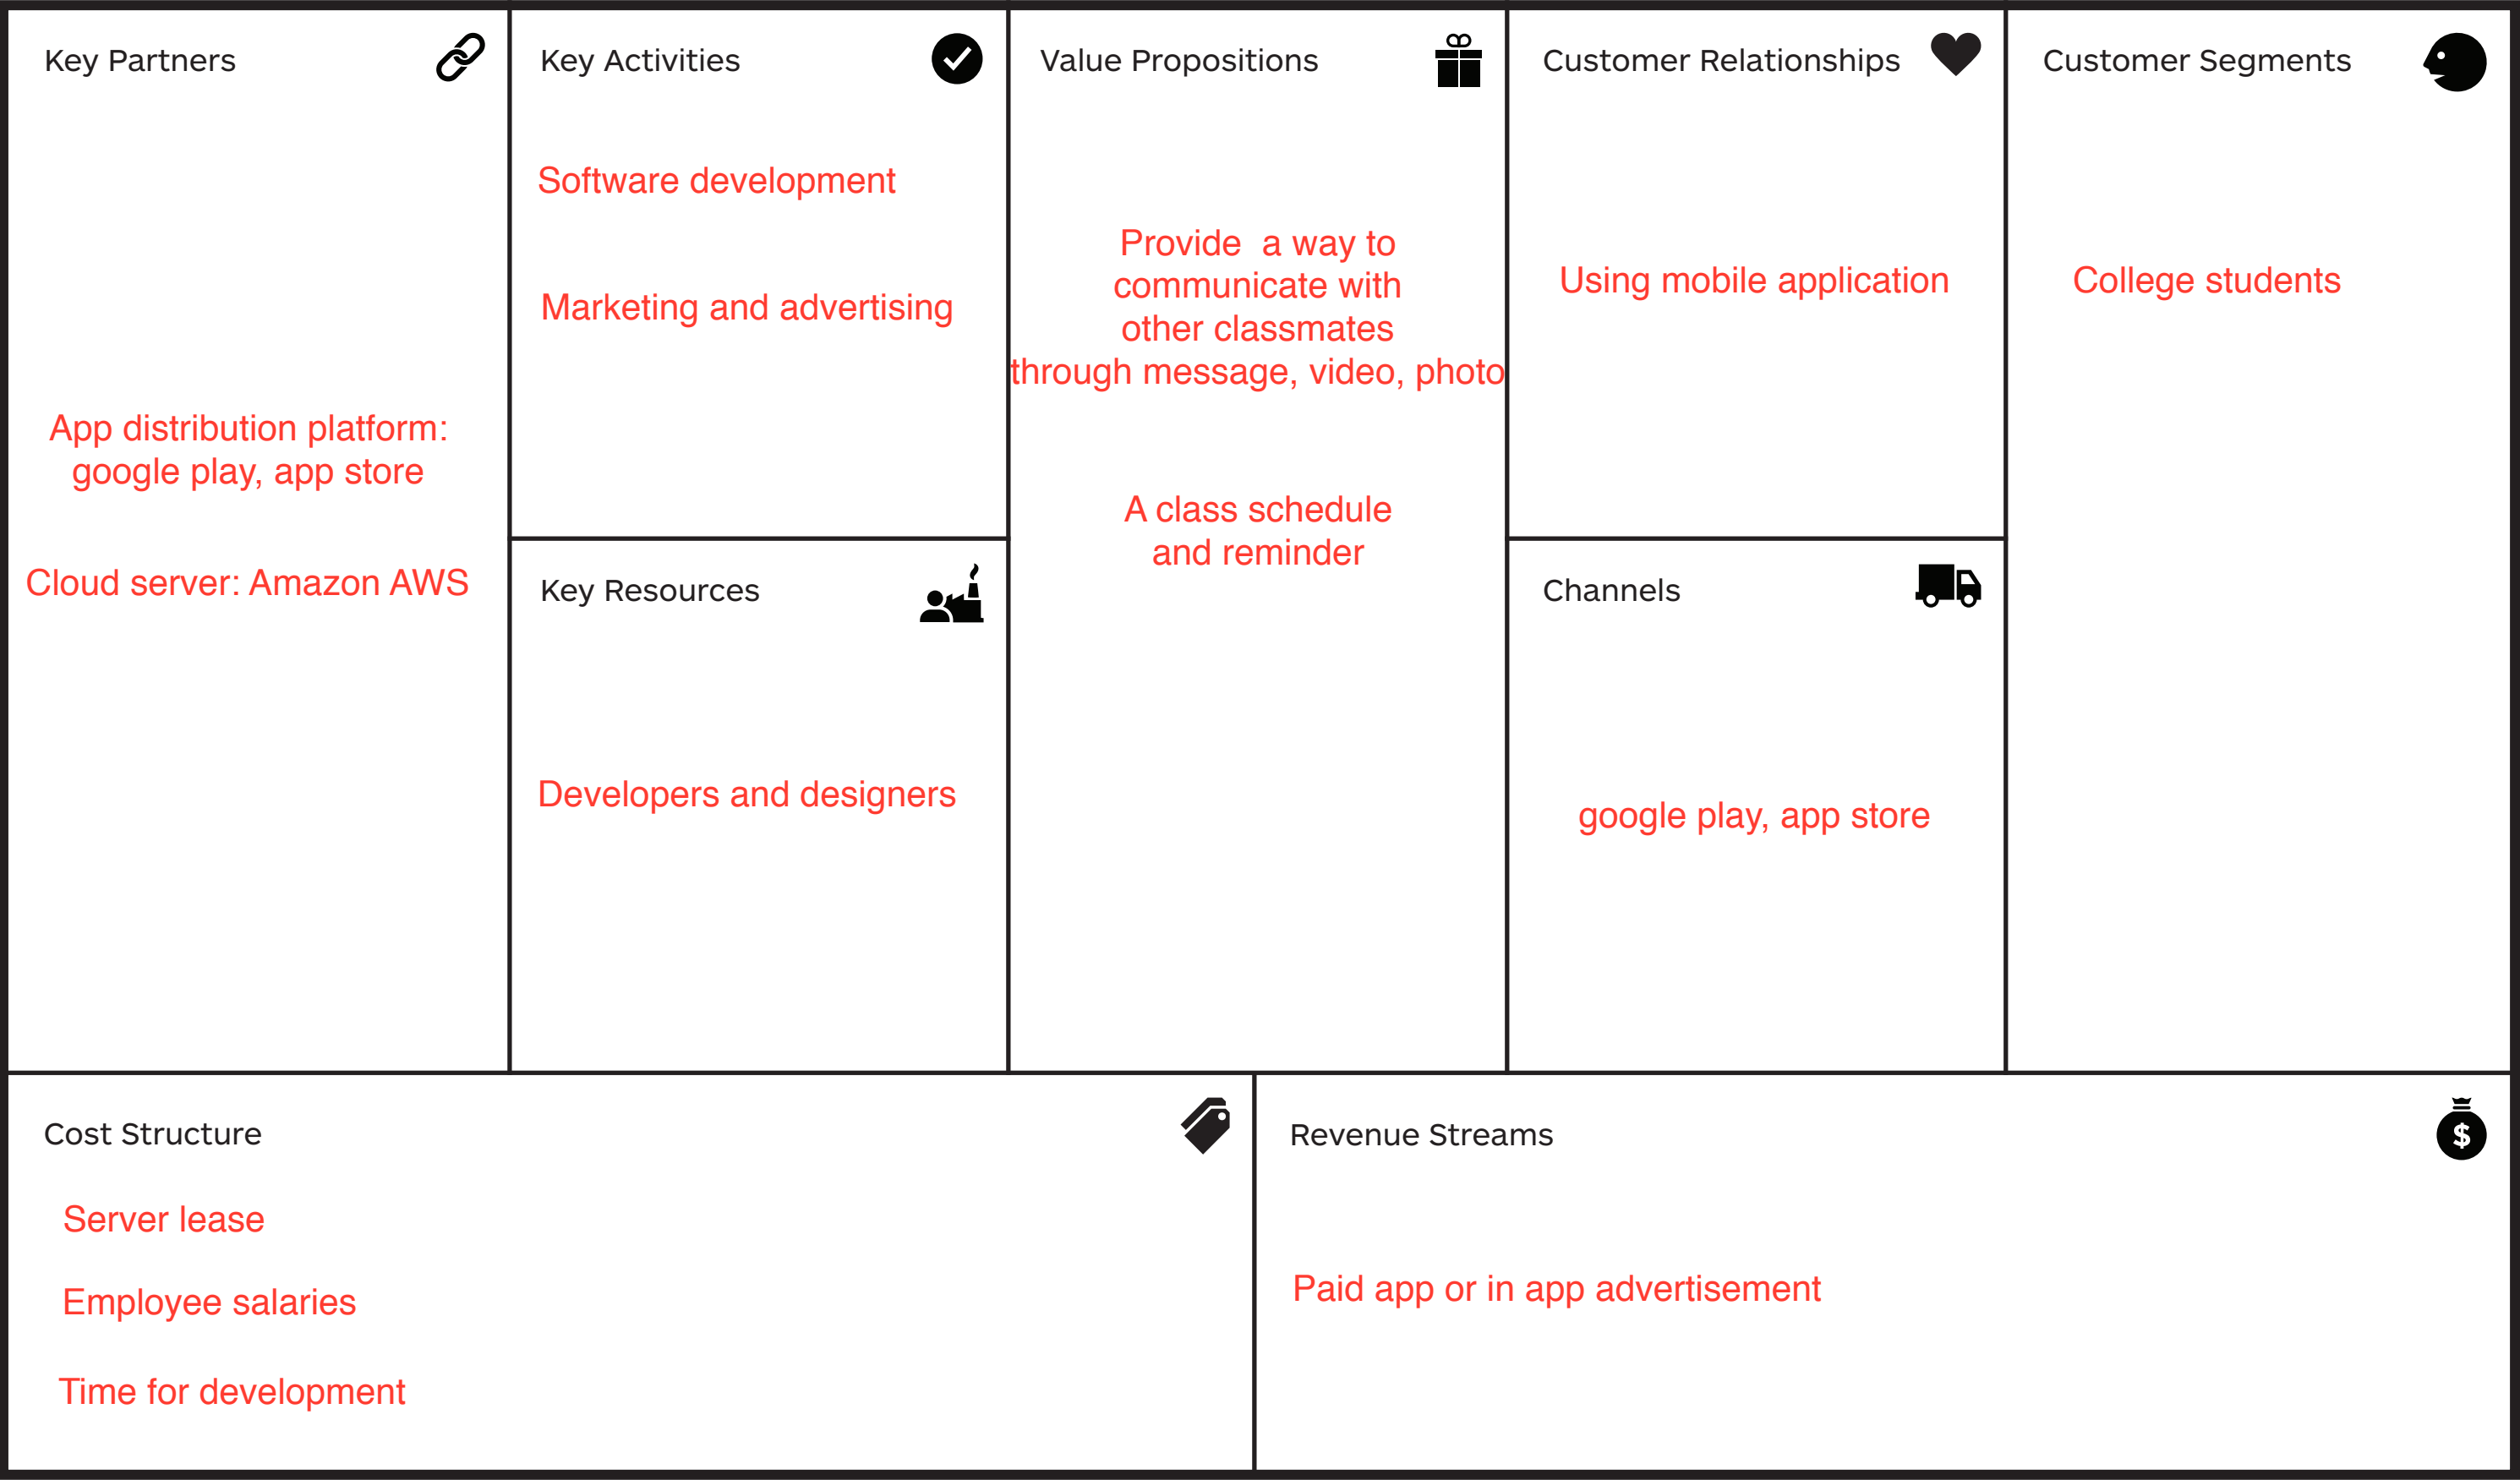 Key Partners
App distribution platform:
google play, app store
Cloud server: Amazon AWS
Key Activities
Software development
Marketing and advertising
Key Resources
Developers and designers
Value Propositions
Provide  a way to
communicate with
other classmates
through message, video, photo
A class schedule
and reminder
Customer Relationships
Using mobile application
Channels
google play, app store
Customer Segments
College students
Cost Structure
Server lease
Employee salaries
Time for development
Revenue Streams
$
Paid app or in app advertisement